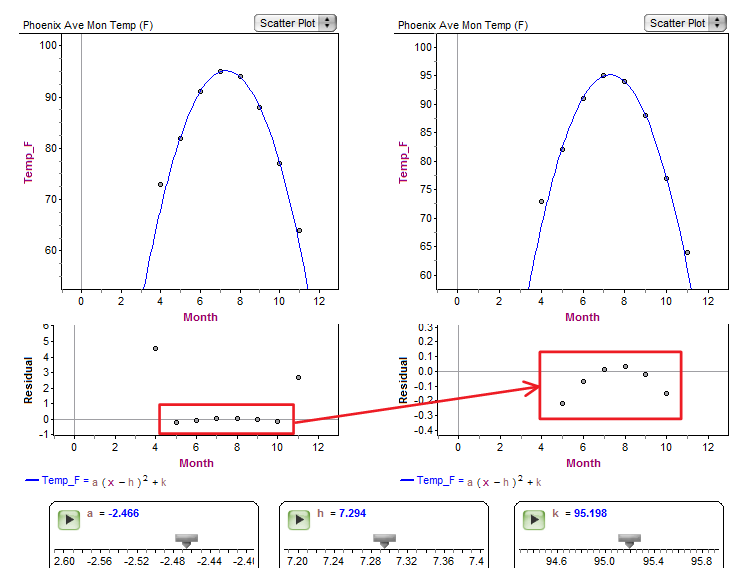 Phoenix Ave Mon Temp (F) Scatter Plot
100
90
80
70
60
Temp_F
0 2 4 6 8 10 12
Month
6
5
4
3
2
1
0
-1
Residual
0 2 4 6 8 10 12
Month
Temp_F = a (x − h)² + k
Phoenix Ave Mon Temp (F) Scatter Plot
100
95
90
85
80
75
70
65
60
Temp_F
0 2 4 6 8 10 12
Month
0.3
0.2
0.1
0.0
-0.1
-0.2
-0.3
-0.4
Residual
0 2 4 6 8 10 12
Month
Temp_F = a (x − h)² + k
a = -2.466
2.60 -2.56 -2.52 -2.48 -2.44 -2.4
h = 7.294
7.20 7.24 7.28 7.32 7.36 7.4
k = 95.198
94.6 95.0 95.4 95.8